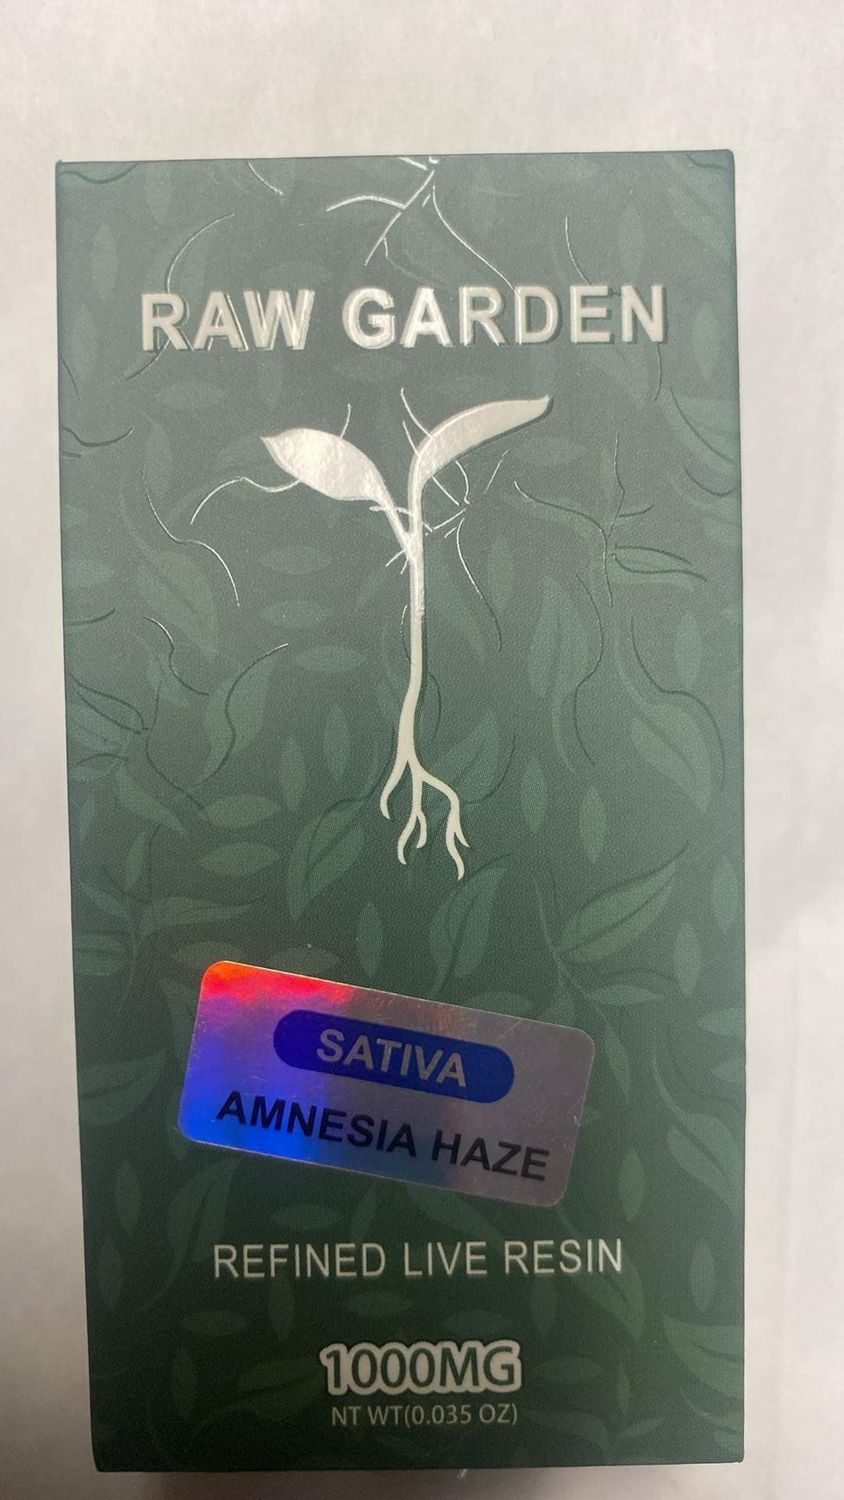 RAW GARDEN
SATIVA
AMNESIA HAZE
REFINED LIVE RESIN
1000MG
NT WT(0.035 OZ)